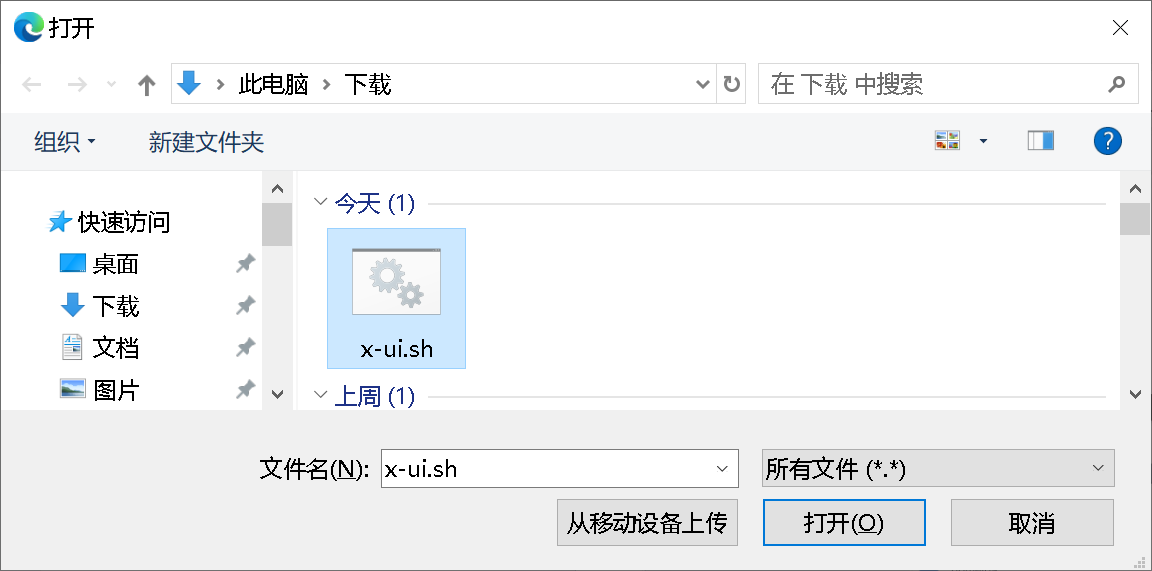 打开
此电脑 > 下载
在 下载 中搜索
组织 新建文件夹
?
快速访问
桌面
下载
文档
图片
今天 (1)
x-ui.sh
上周 (1)
文件名(N): x-ui.sh
所有文件 (*.*)
从移动设备上传 打开(O) 取消